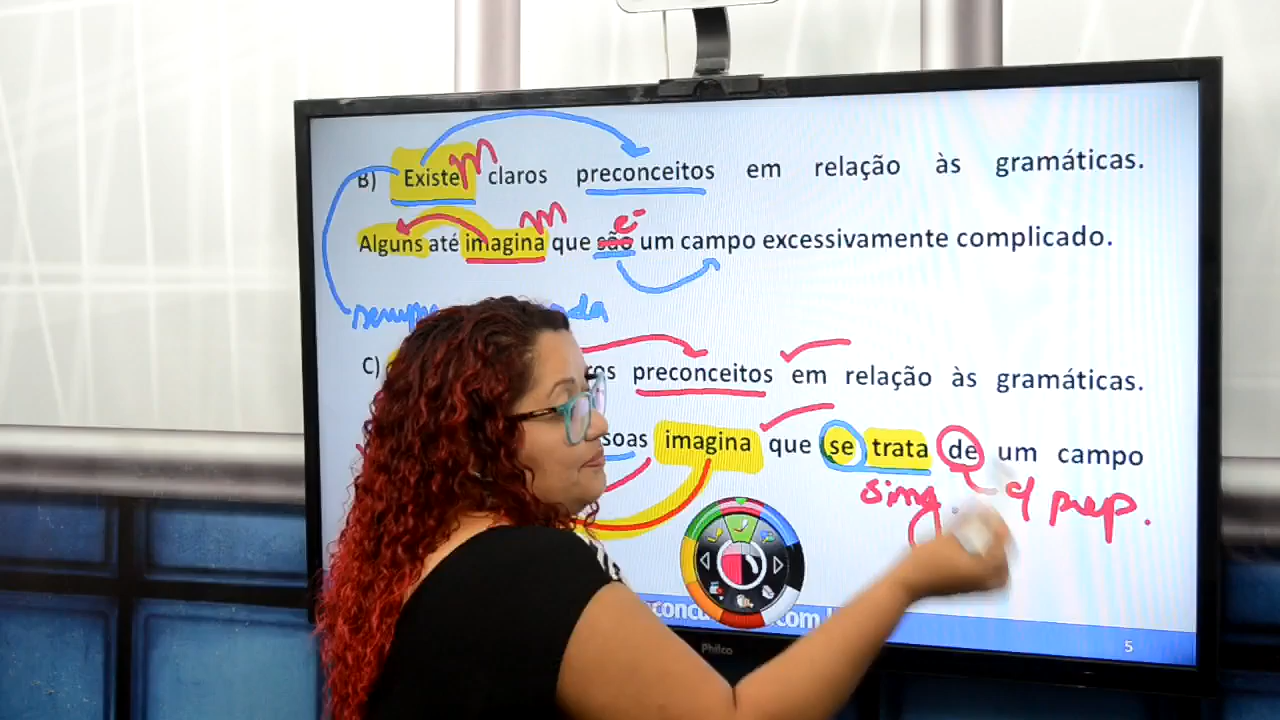 B) Existe m claros preconceitos em relação às gramáticas.
Alguns até imagina m que são é um campo excessivamente complicado.
C) preconceitos em relação às gramáticas.
soas imagina que se trata de um campo
sing. prep.
5
Philco